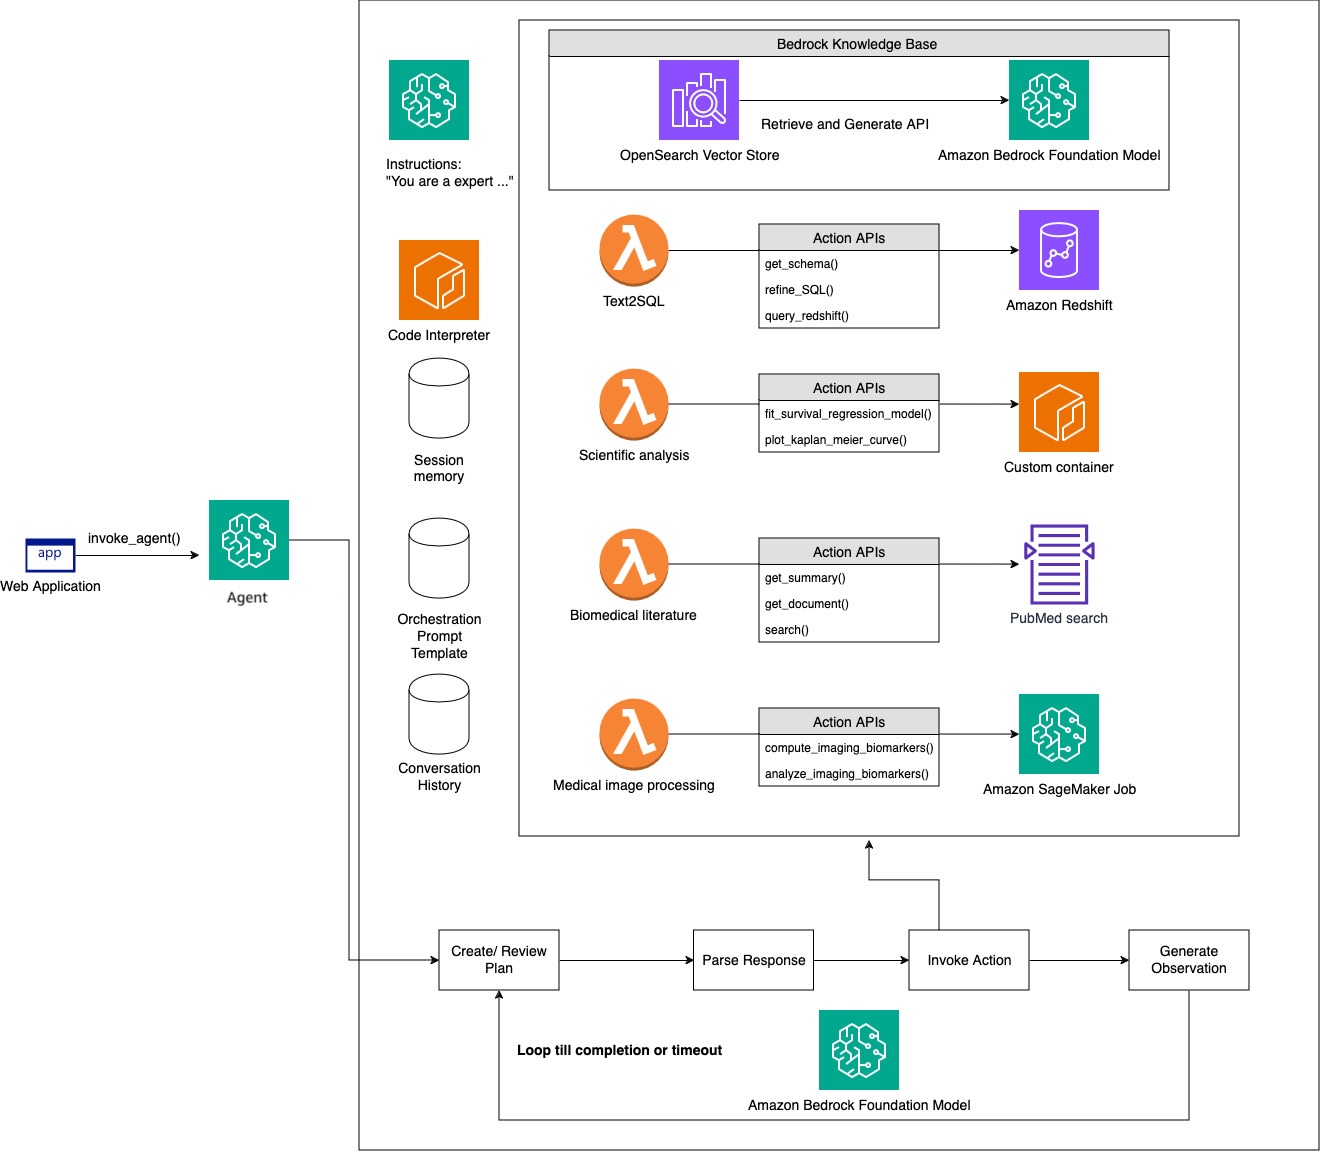 Bedrock Knowledge Base
Retrieve and Generate API
OpenSearch Vector Store
Amazon Bedrock Foundation Model
Instructions:
"You are a expert ..."
Action APIs
get_schema()
refine_SQL()
query_redshift()
Text2SQL
Amazon Redshift
Code Interpreter
Action APIs
fit_survival_regression_model()
plot_kaplan_meier_curve()
Scientific analysis
Custom container
Session
memory
app
invoke_agent()
Web Application
Agent
Action APIs
get_summary()
get_document()
search()
Biomedical literature
PubMed search
Orchestration
Prompt
Template
Action APIs
compute_imaging_biomarkers()
analyze_imaging_biomarkers()
Medical image processing
Amazon SageMaker Job
Conversation
History
Create/ Review
Plan
Parse Response
Invoke Action
Generate
Observation
Loop till completion or timeout
Amazon Bedrock Foundation Model